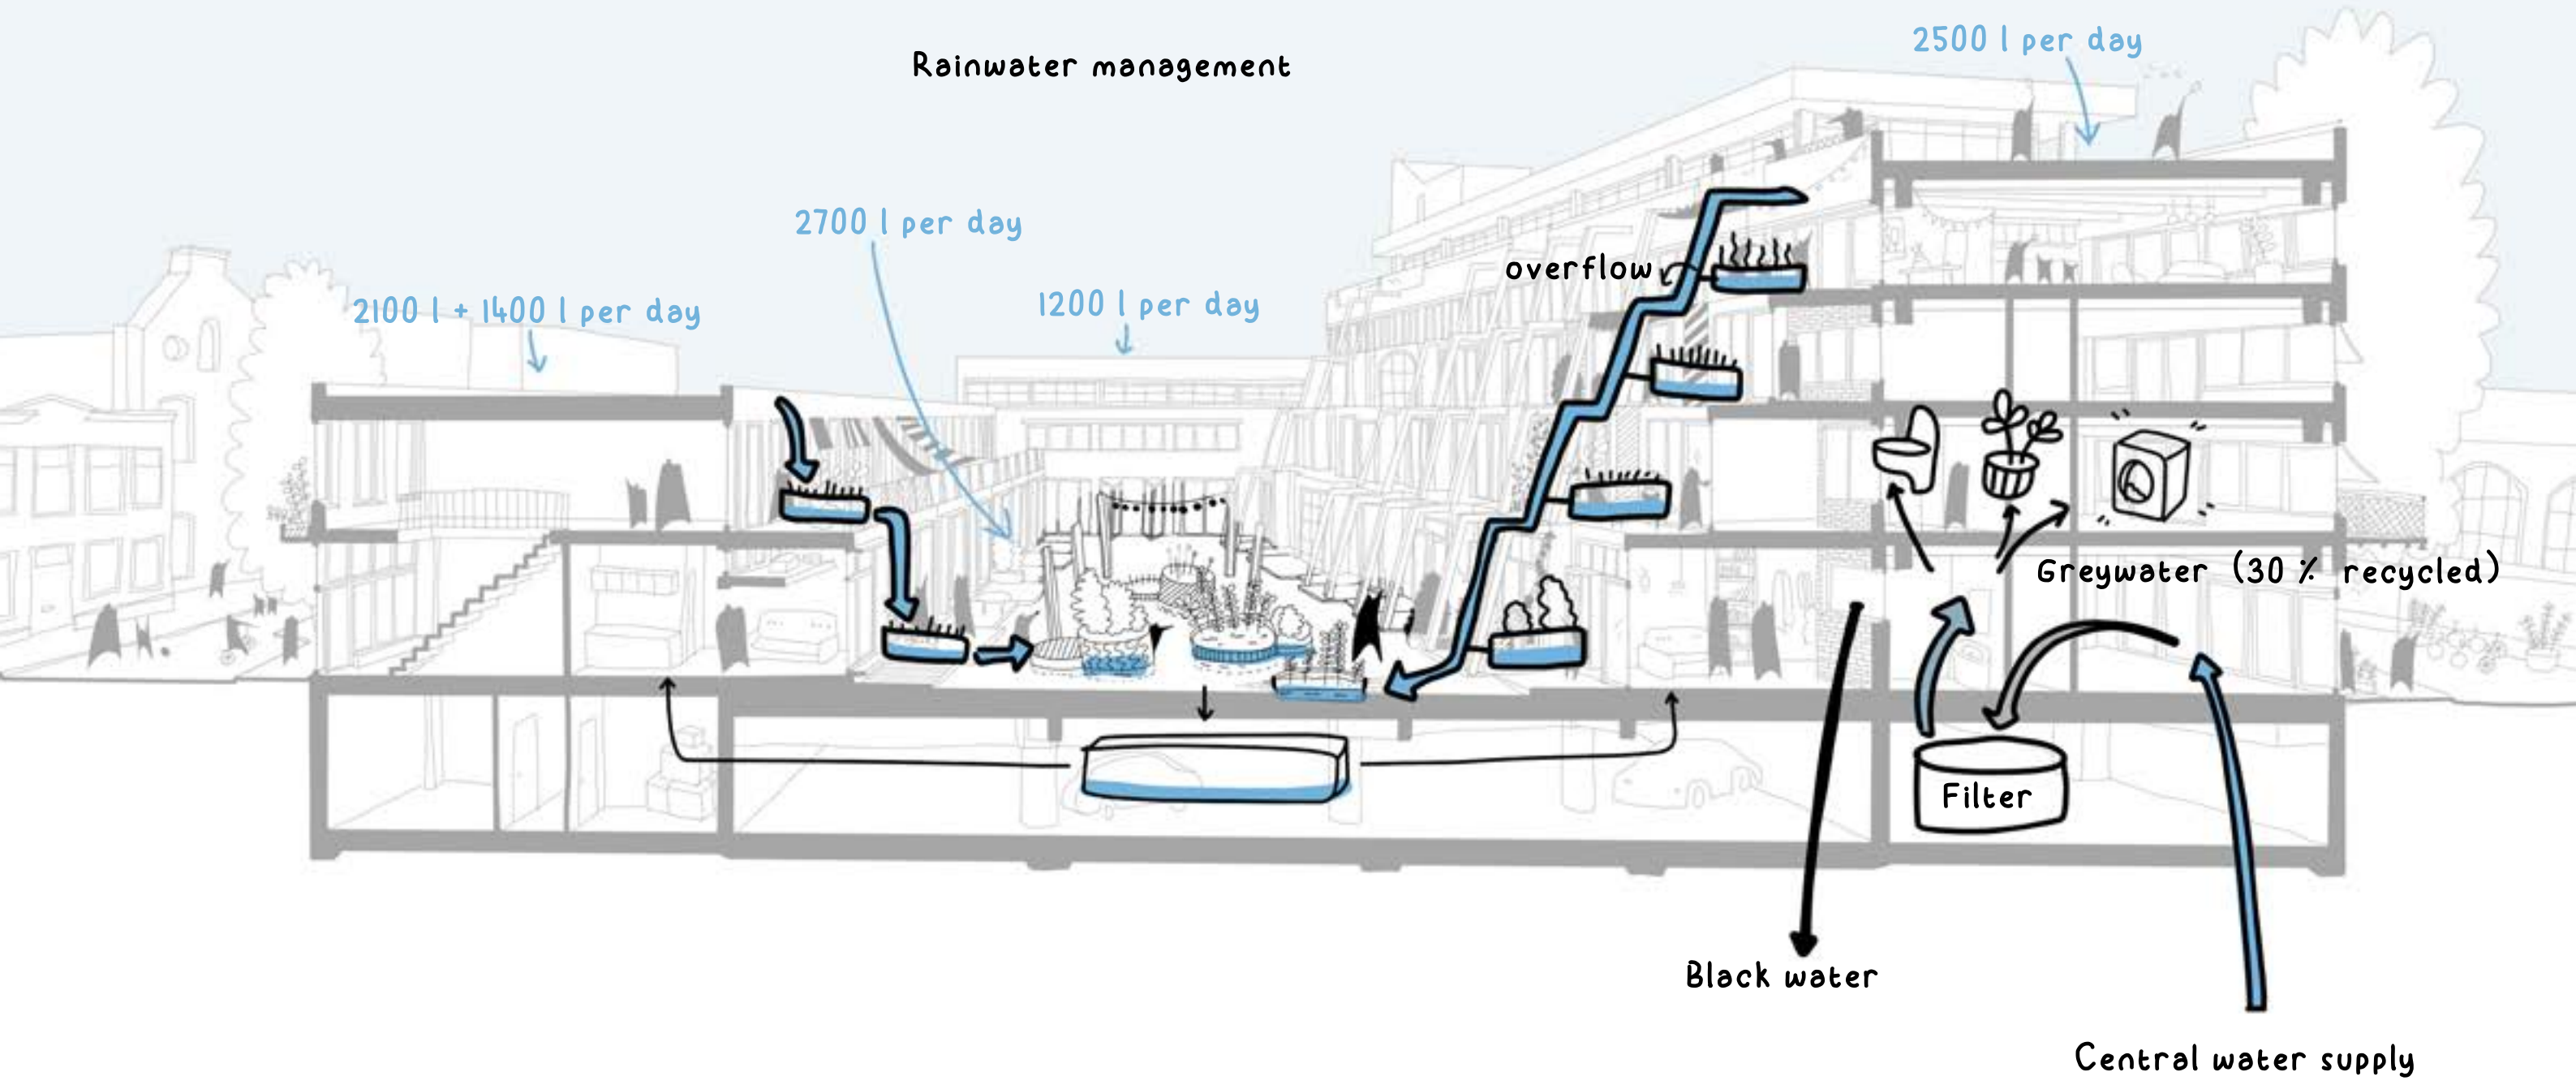 Rainwater management
2500 l per day
2700 l per day
2100 l + 1400 l per day
1200 l per day
overflow
Greywater (30 % recycled)
Filter
Black water
Central water supply